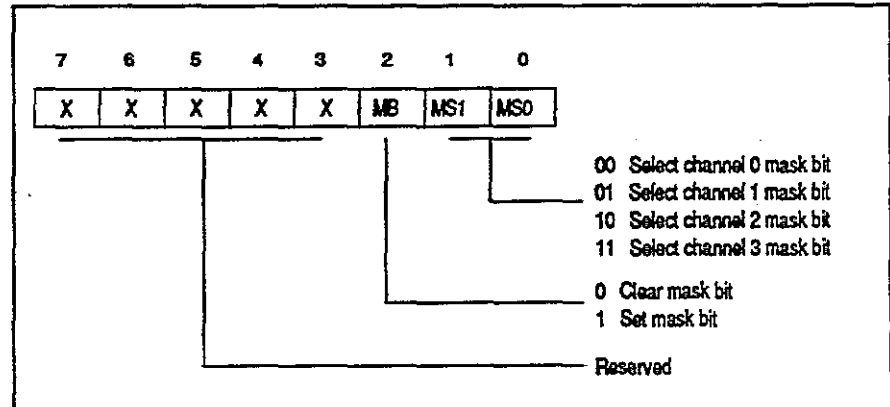 7 6 5 4 3 2 1 0
X X X X X MB MS1 MS0
00 Select channel 0 mask bit
01 Select channel 1 mask bit
10 Select channel 2 mask bit
11 Select channel 3 mask bit
0 Clear mask bit
1 Set mask bit
Reserved